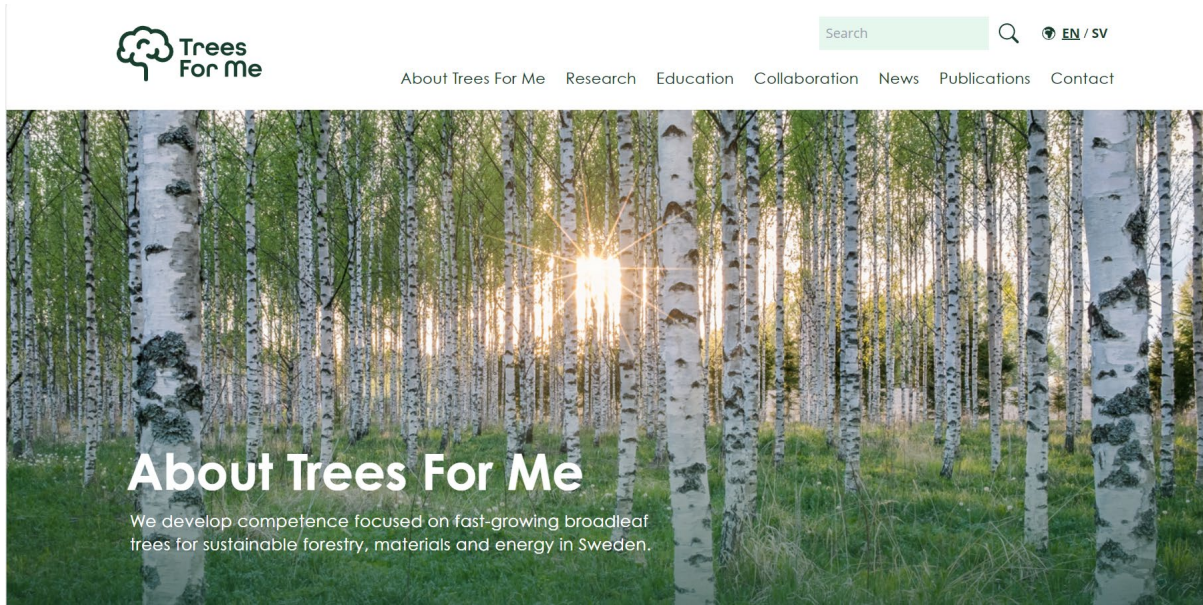 Trees
For Me
Search
EN / SV
About Trees For Me Research Education Collaboration News Publications Contact
About Trees For Me
We develop competence focused on fast-growing broadleaf
trees for sustainable forestry, materials and energy in Sweden.